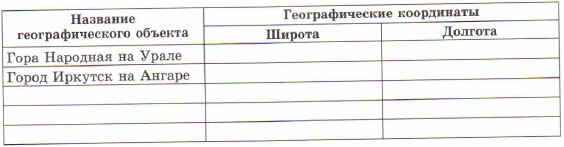 Название
географического объекта
Географические координаты
Широта
Долгота
Гора Народная на Урале
Город Иркутск на Ангаре